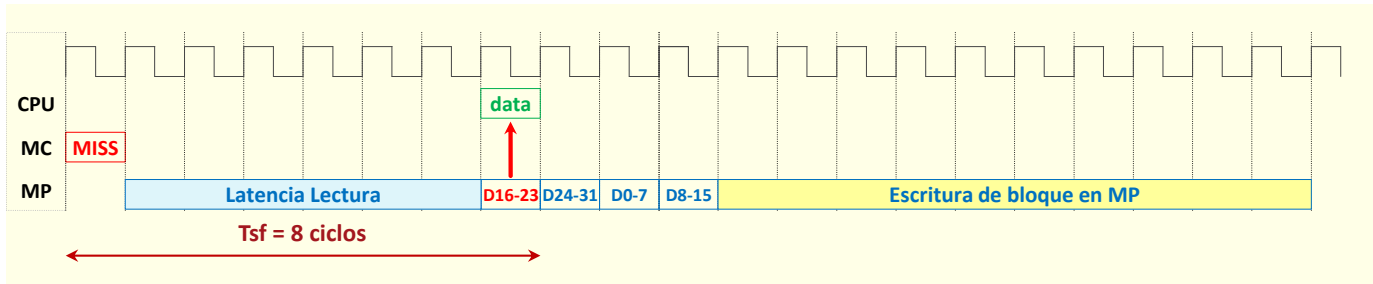 CPU data
MC MISS
MP Latencia Lectura D16-23 D24-31 D0-7 D8-15 Escritura de bloque en MP
Tsf = 8 ciclos